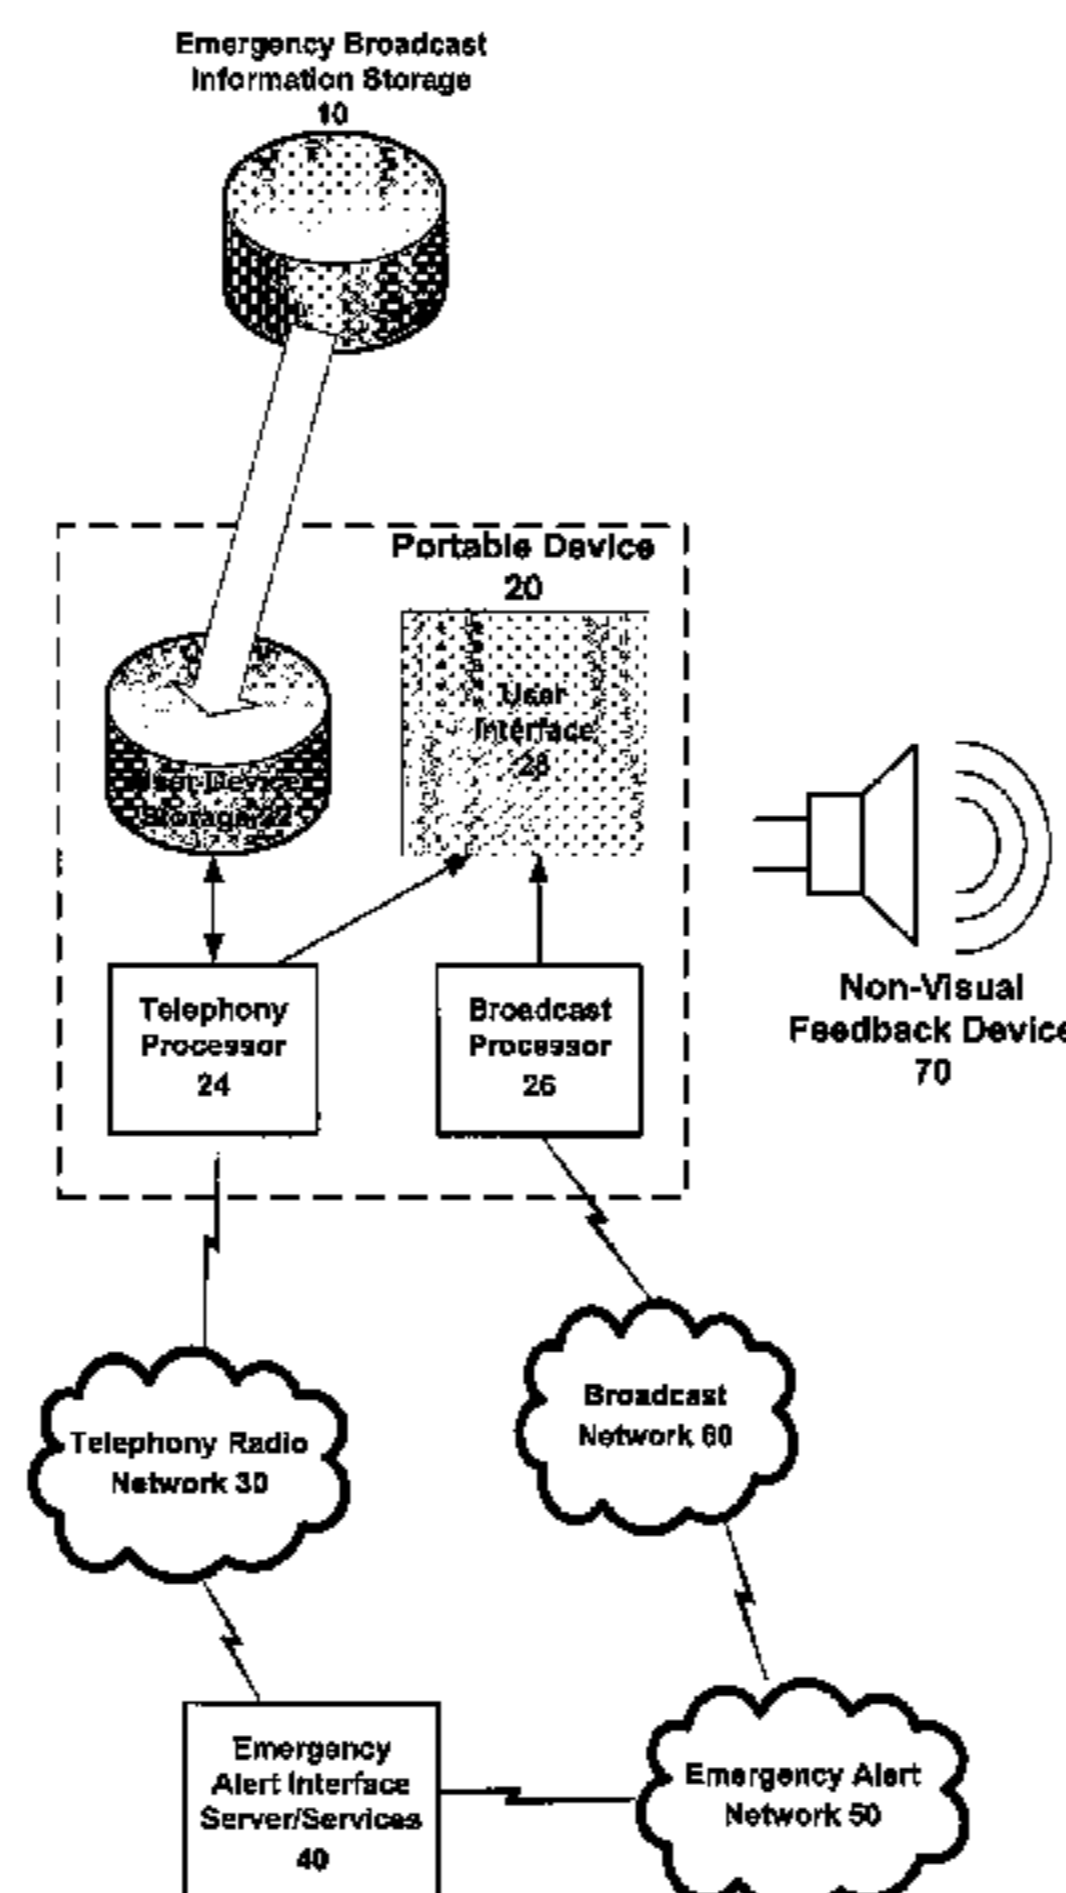 Emergency Broadcast
Information Storage
10
Portable Device
20
User
Interface
28
User Device
Storage 22
Telephony
Processor
24
Broadcast
Processor
26
Non-Visual
Feedback Device
70
Telephony Radio
Network 30
Broadcast
Network 60
Emergency
Alert Interface
Server/Services
40
Emergency Alert
Network 50